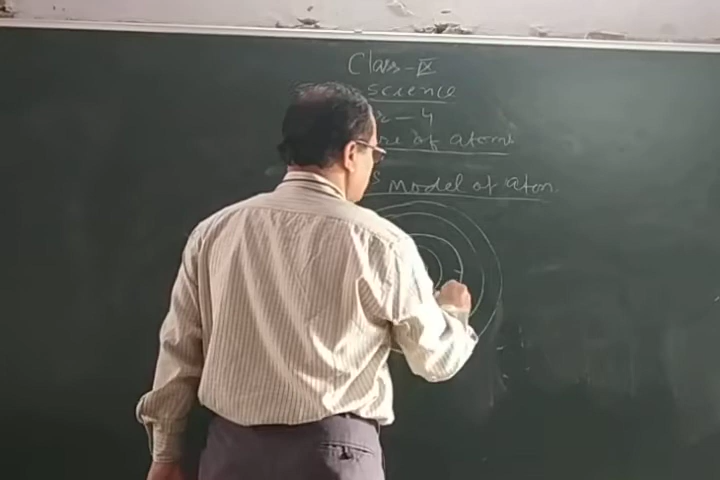 Class - IX
science
- 4
of atoms
Model of atom.